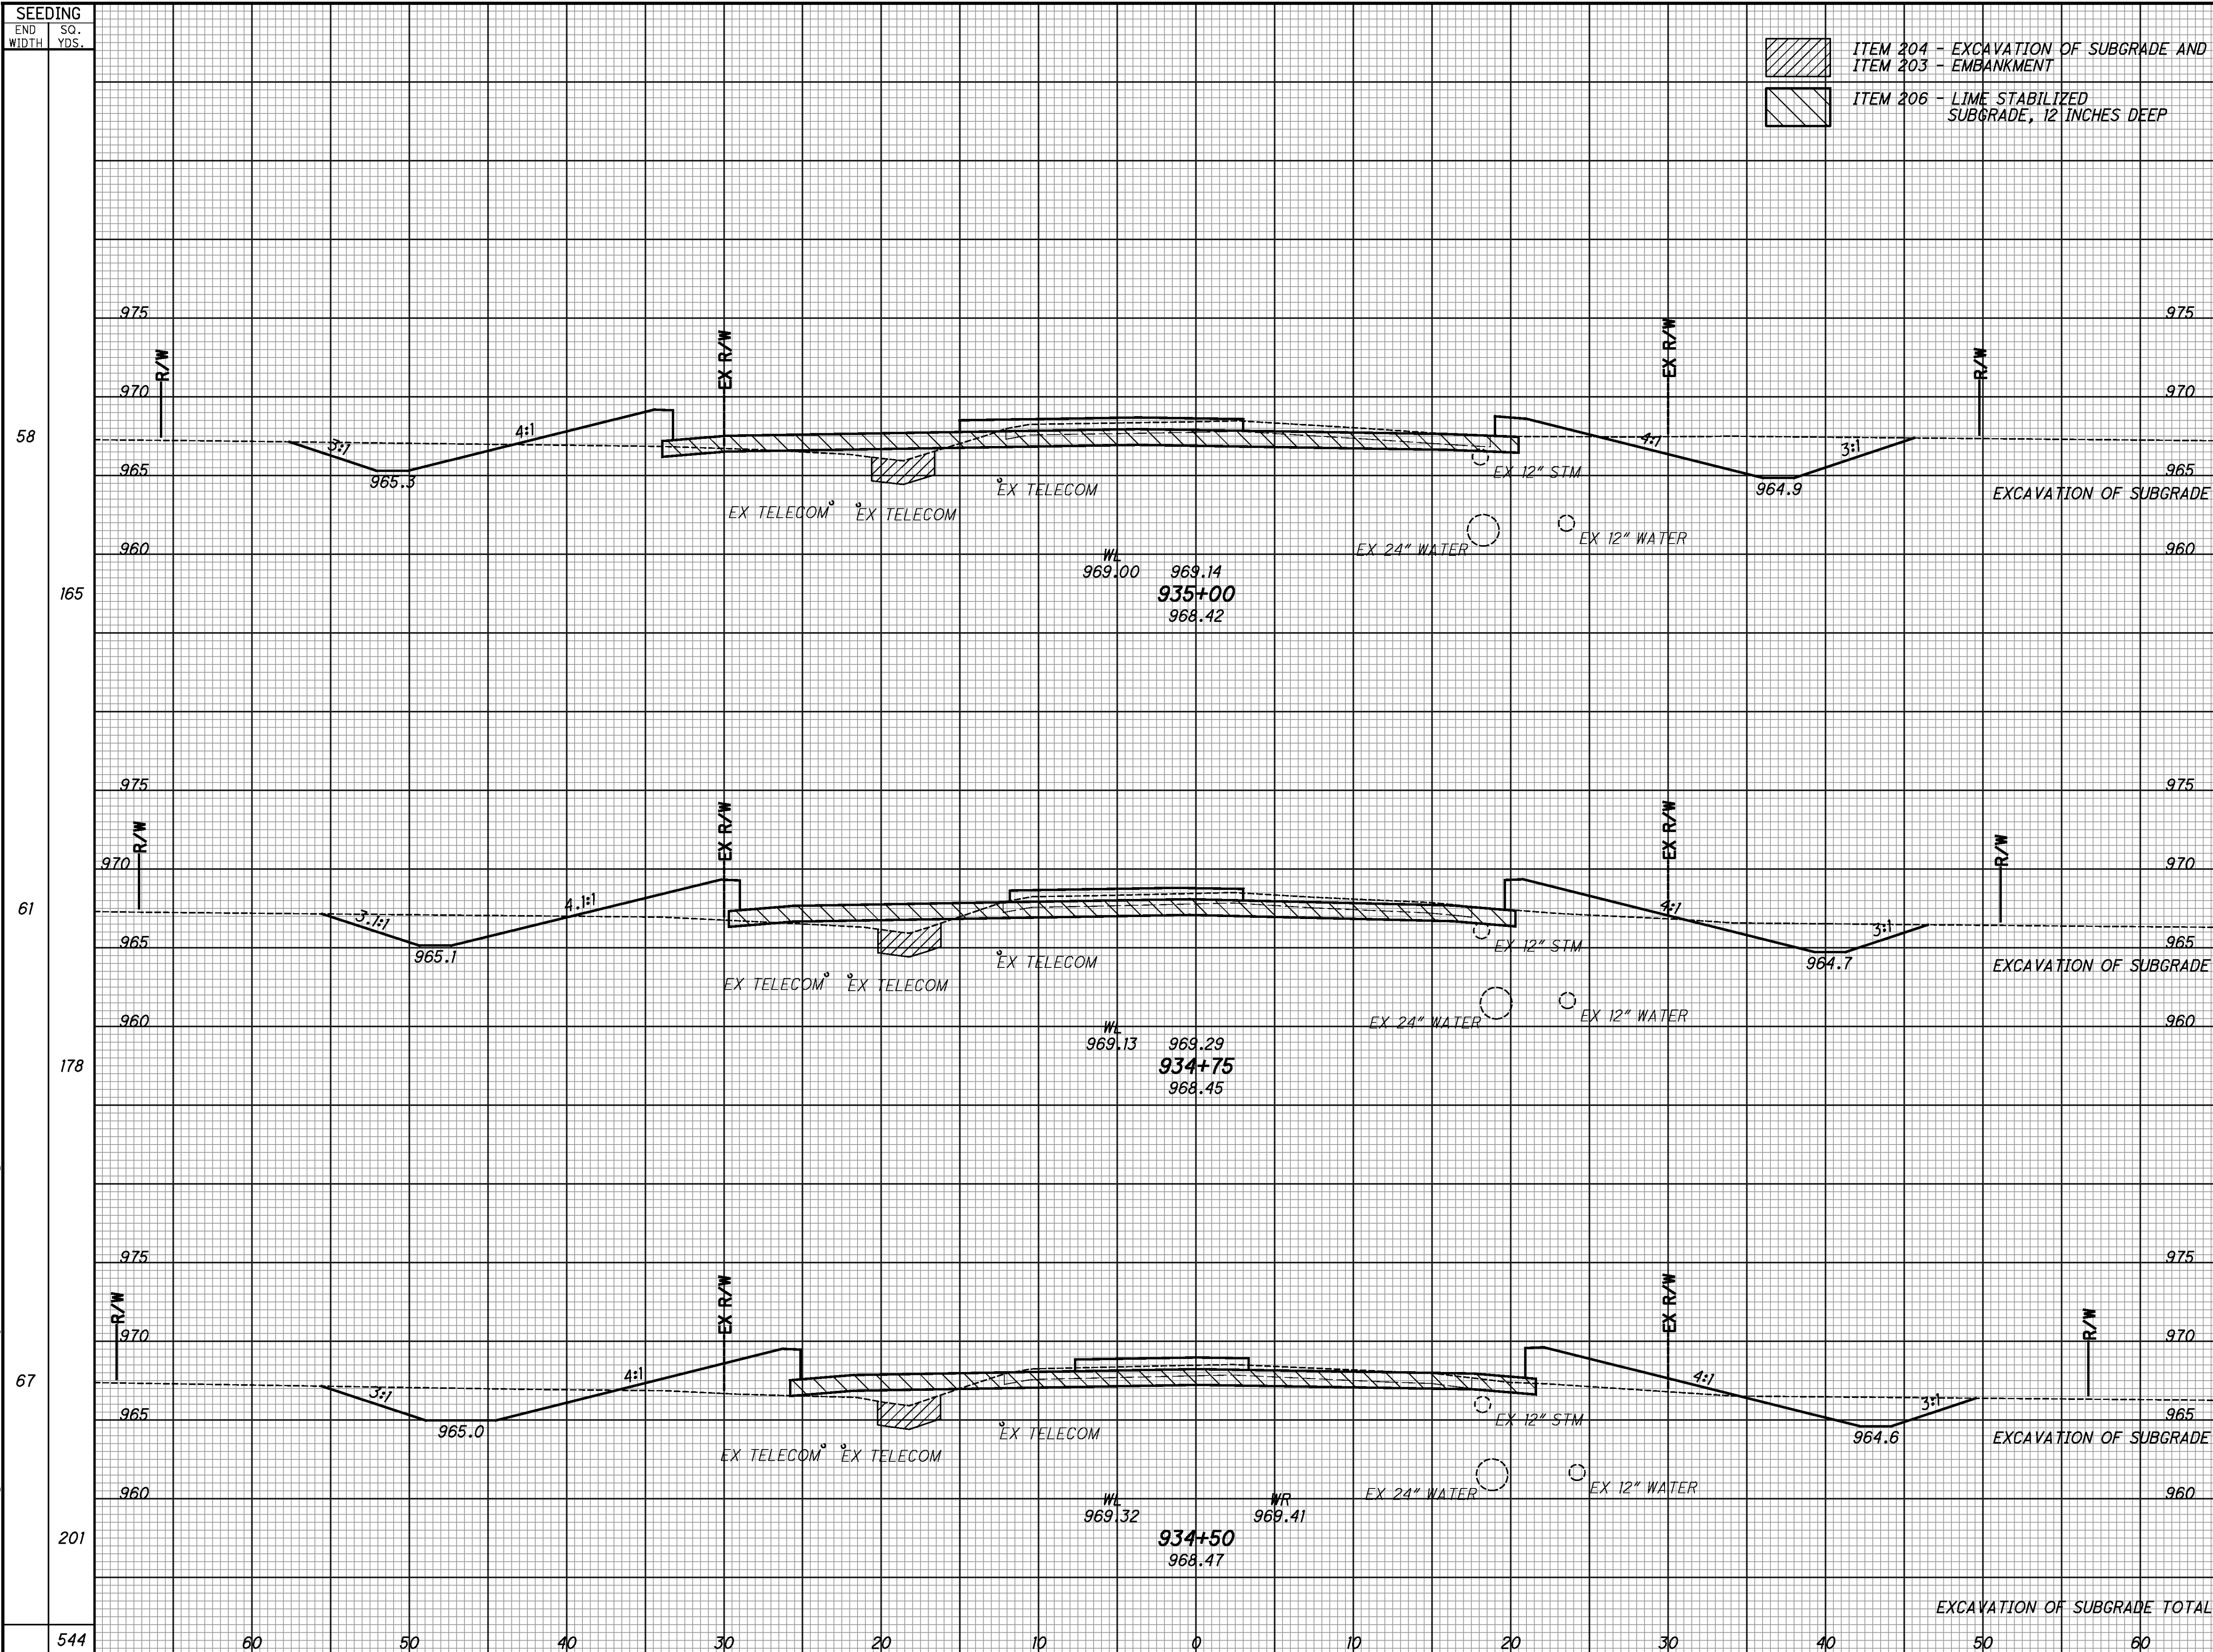 SEEDING
END WIDTH
SQ. YDS.
ITEM 204 - EXCAVATION OF SUBGRADE AND
ITEM 203 - EMBANKMENT
ITEM 206 - LIME STABILIZED
SUBGRADE, 12 INCHES DEEP
975 975
R/W EX R/W EX R/W R/W
970 970
58 3:1 4:1 4:1 3:1
965 965
965.3 EX 12" STM 964.9
EX TELECOM EXCAVATION OF SUBGRADE
EX TELECOM EX TELECOM
EX 24" WATER EX 12" WATER
960 960
WL
969.00 969.14
165 935+00
968.42
975 975
R/W EX R/W EX R/W R/W
970 970
61 3.1:1 4.1:1 4:1 3:1
965 965
965.1 EX 12" STM 964.7
EX TELECOM EXCAVATION OF SUBGRADE
EX TELECOM EX TELECOM
EX 24" WATER EX 12" WATER
960 960
WL
969.13 969.29
178 934+75
968.45
975 975
R/W EX R/W EX R/W R/W
970 970
67 3:1 4:1 4:1 3:1
965 965
965.0 EX 12" STM 964.6
EX TELECOM EXCAVATION OF SUBGRADE
EX TELECOM EX TELECOM
EX 24" WATER EX 12" WATER
960 960
WL WR
969.32 969.41
201 934+50
968.47
EXCAVATION OF SUBGRADE TOTAL
544 60 50 40 30 20 10 0 10 20 30 40 50 60